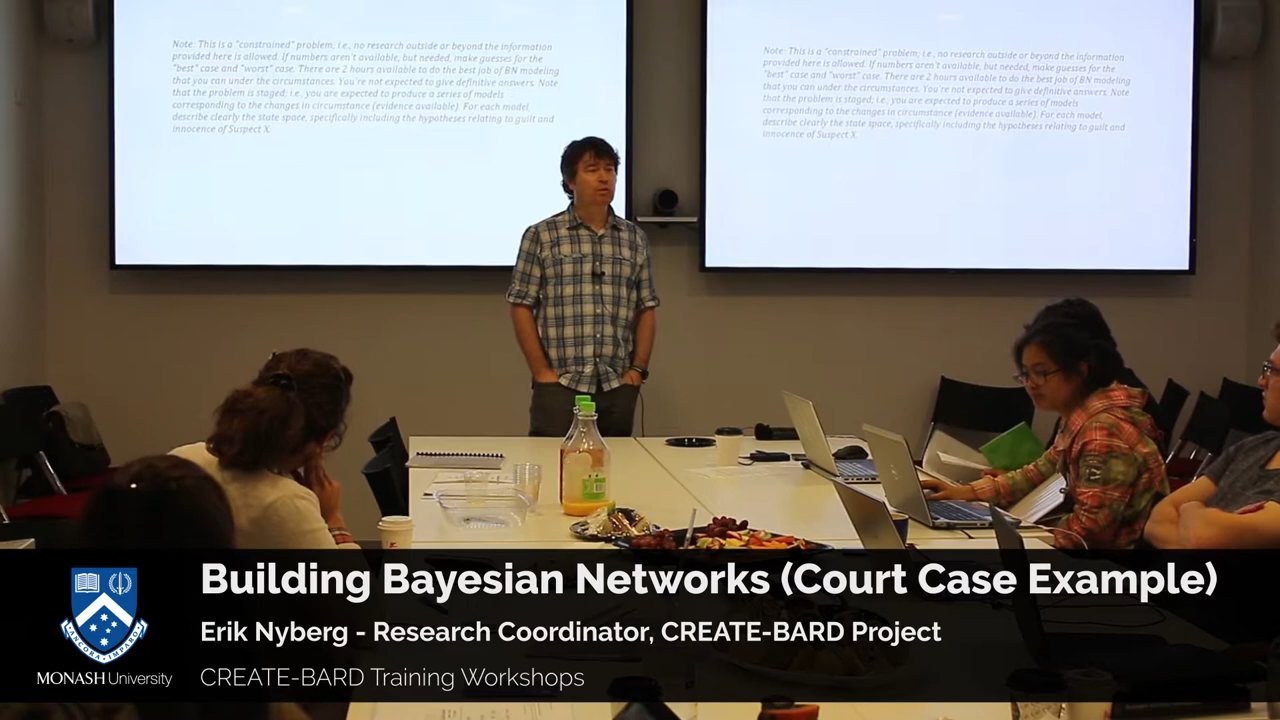 Note: This is a "constrained" problem, i.e., no research outside or beyond the information
provided here is allowed. If numbers aren't available, but needed, make guesses for the
"best" case and "worst" case. There are 2 hours available to do the best job of BN modeling
that you can under the circumstances. You're not expected to give definitive answers. Note
that the problem is staged; i.e., you are expected to produce a series of models
corresponding to the changes in circumstance (evidence available). For each model,
describe clearly the state space, specifically including the hypotheses relating to guilt and
innocence of Suspect X.
Note: This is a "constrained" problem; i.e., no research outside or beyond the information
provided here is allowed. If numbers aren't available, but needed, make guesses for the
"best" case and "worst" case. There are 2 hours available to do the best job of BN modeling
that you can under the circumstances. You're not expected to give definitive answers. Note
that the problem is staged; i.e., you are expected to produce a series of models
corresponding to the changes in circumstance (evidence available). For each model,
describe clearly the state space, specifically including the hypotheses relating to guilt and
innocence of Suspect X.
Building Bayesian Networks (Court Case Example)
Erik Nyberg - Research Coordinator, CREATE-BARD Project
CREATE-BARD Training Workshops
ANCORA IMPARO
MONASH University